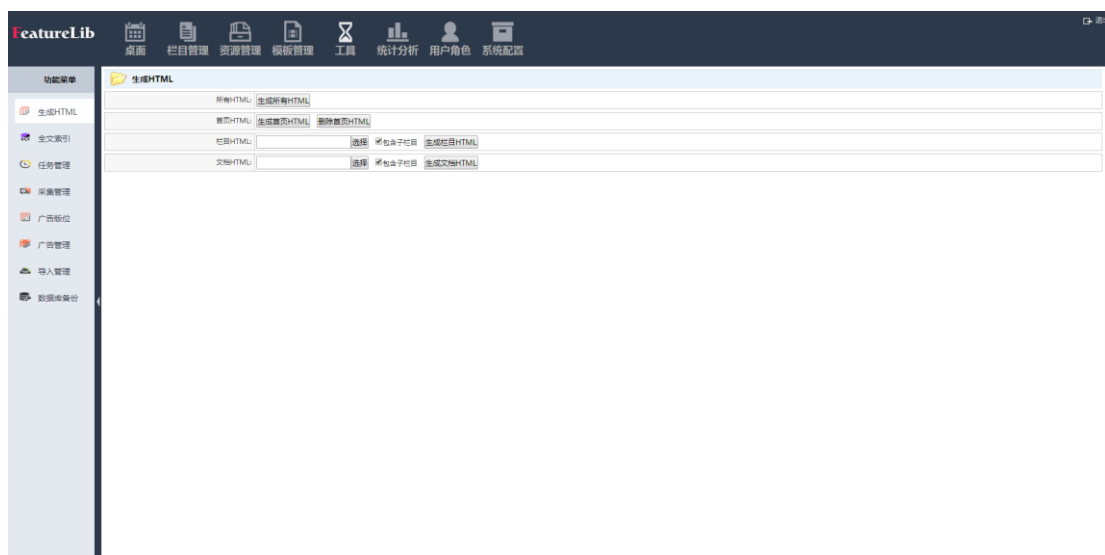 FeatureLib
桌面 栏目管理 资源管理 模板管理 工具 统计分析 用户角色 系统配置
功能菜单
生成HTML
全文索引
任务管理
采集管理
广告版位
广告管理
导入管理
数据库备份
生成HTML
所有HTML: 生成所有HTML
首页HTML: 生成首页HTML 删除首页HTML
栏目HTML: 选择 包含子栏目 生成栏目HTML
文档HTML: 选择 包含子栏目 生成文档HTML